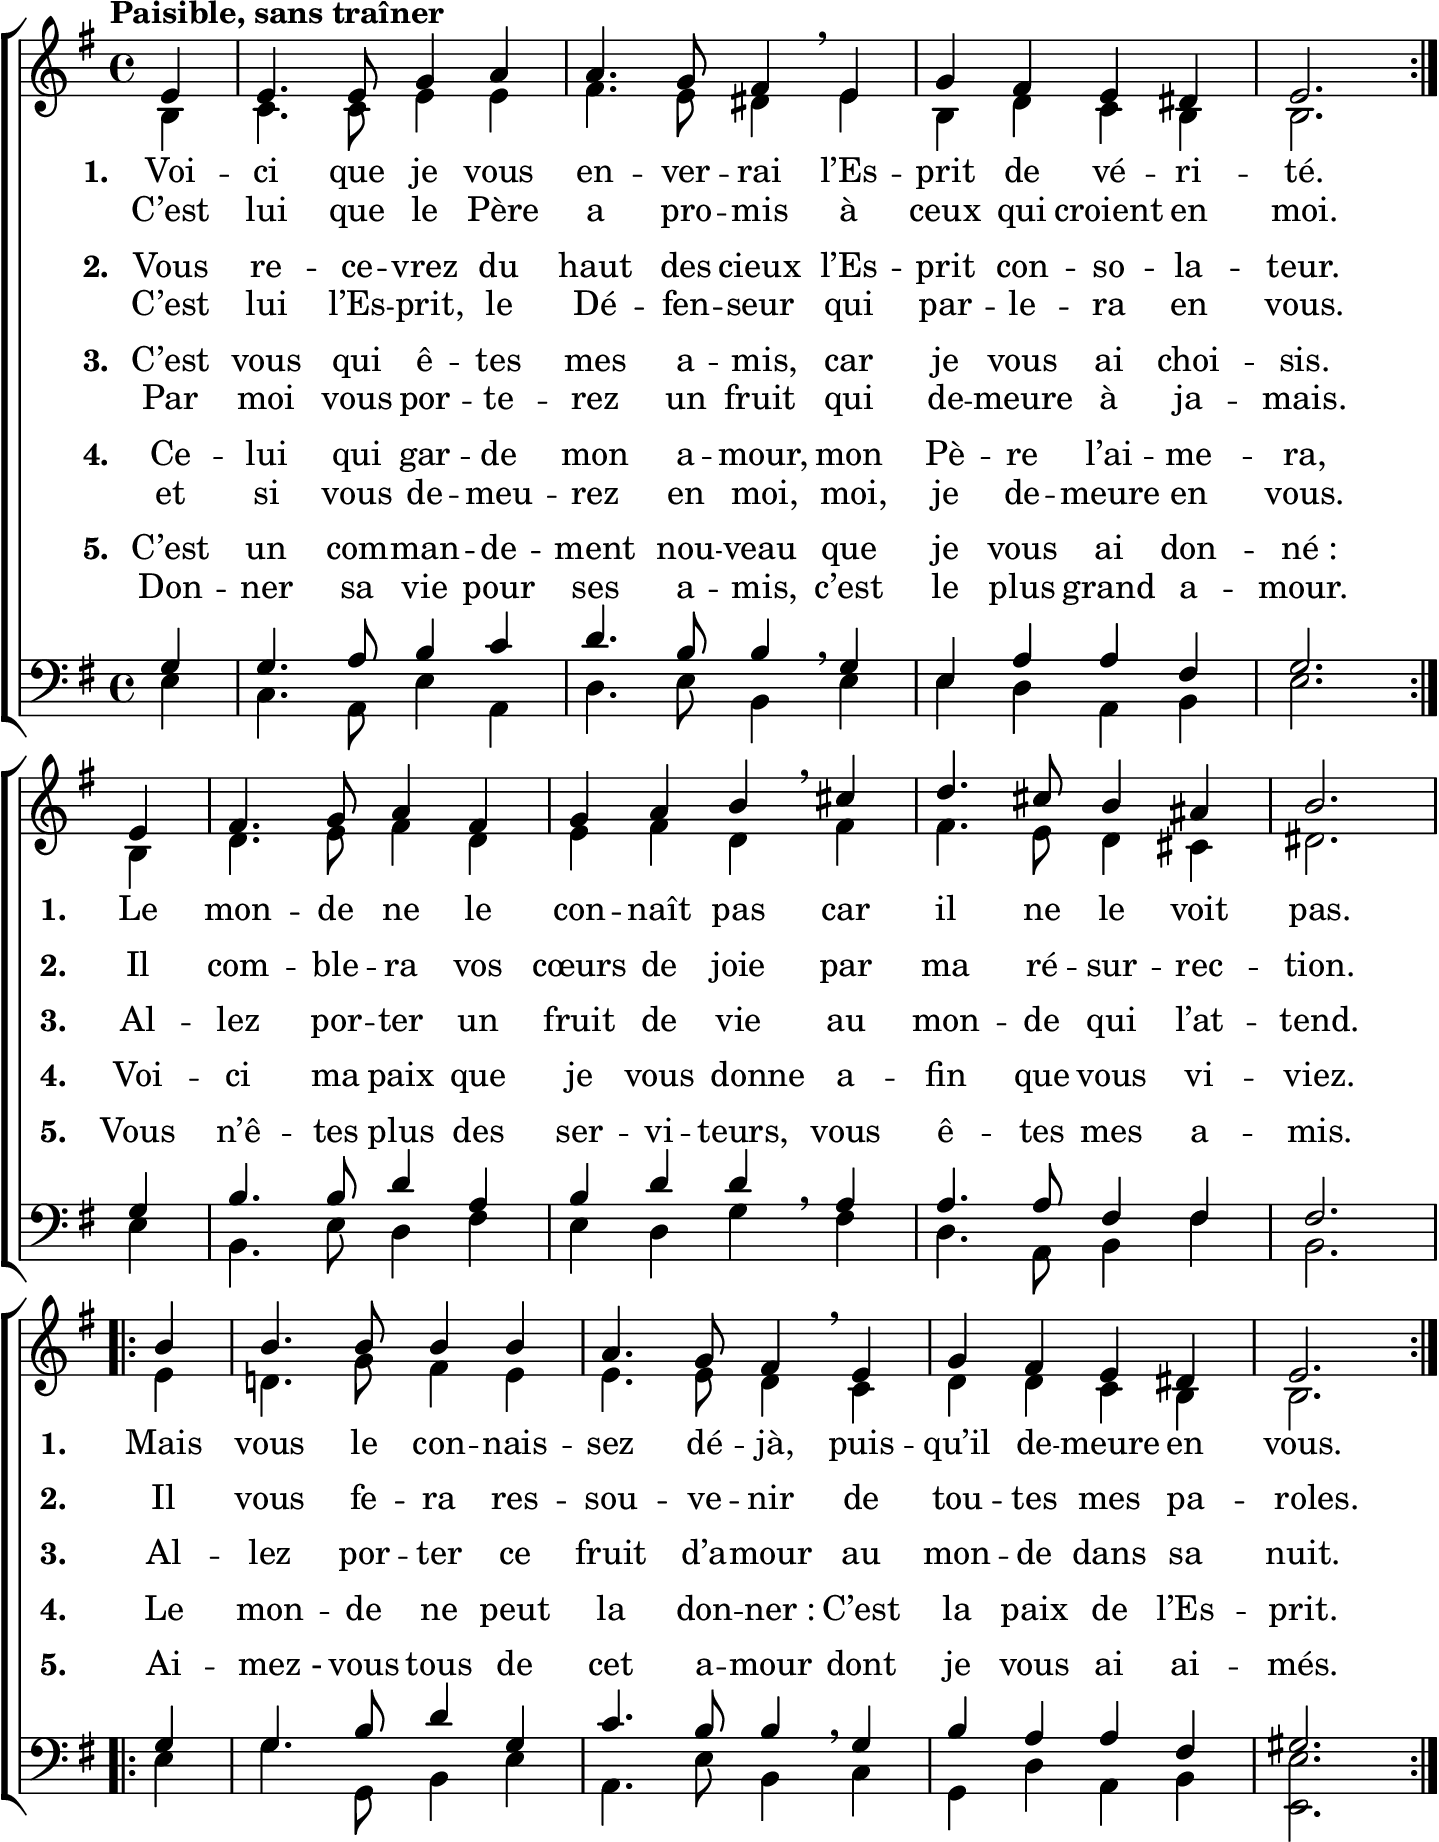 Paisible, sans traîner
1. Voi -- ci que je vous en -- ver -- rai l’Es -- prit de vé -- ri -- té.
C’est lui que le Père a pro -- mis à ceux qui croient en moi.
2. Vous re -- ce -- vrez du haut des cieux l’Es -- prit con -- so -- la -- teur.
C’est lui l’Es -- prit, le Dé -- fen -- seur qui par -- le -- ra en vous.
3. C’est vous qui ê -- tes mes a -- mis, car je vous ai choi -- sis.
Par moi vous por -- te -- rez un fruit qui de -- meure à ja -- mais.
4. Ce -- lui qui gar -- de mon a -- mour, mon Pè -- re l’ai -- me -- ra,
et si vous de -- meu -- rez en moi, moi, je de -- meure en vous.
5. C’est un com -- man -- de -- ment nou -- veau que je vous ai don -- né :
Don -- ner sa vie pour ses a -- mis, c’est le plus grand a -- mour.
1. Le mon -- de ne le con -- naît pas car il ne le voit pas.
2. Il com -- ble -- ra vos cœurs de joie par ma ré -- sur -- rec -- tion.
3. Al -- lez por -- ter un fruit de vie au mon -- de qui l’at -- tend.
4. Voi -- ci ma paix que je vous donne a -- fin que vous vi -- viez.
5. Vous n’ê -- tes plus des ser -- vi -- teurs, vous ê -- tes mes a -- mis.
1. Mais vous le con -- nais -- sez dé -- jà, puis -- qu’il de -- meure en vous.
2. Il vous fe -- ra res -- sou -- ve -- nir de tou -- tes mes pa -- roles.
3. Al -- lez por -- ter ce fruit d’a -- mour au mon -- de dans sa nuit.
4. Le mon -- de ne peut la don -- ner : C’est la paix de l’Es -- prit.
5. Ai -- mez - vous tous de cet a -- mour dont je vous ai ai -- més.